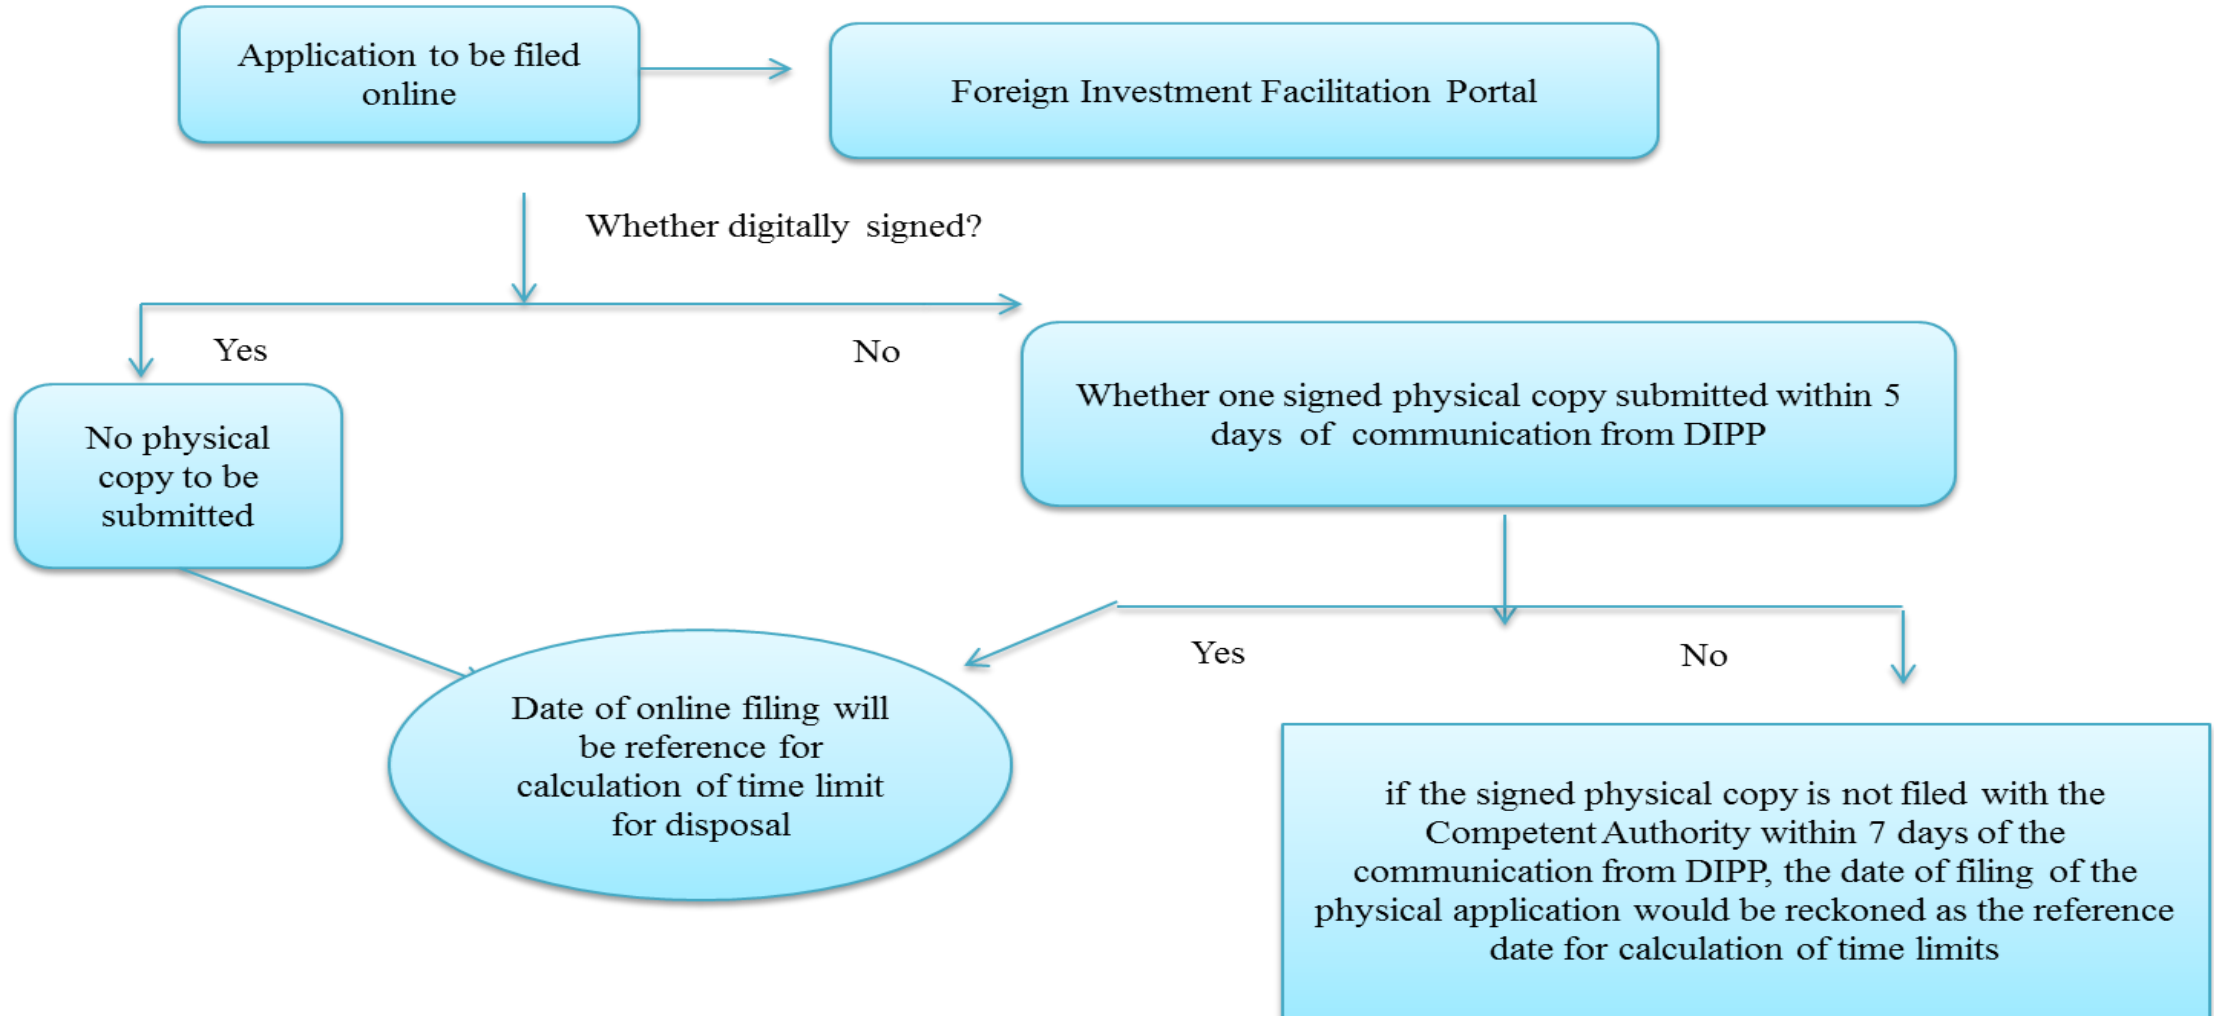 Application to be filed
online
Foreign Investment Facilitation Portal
Whether digitally signed?
Yes
No
No physical
copy to be
submitted
Whether one signed physical copy submitted within 5
days of communication from DIPP
Yes
No
Date of online filing will
be reference for
calculation of time limit
for disposal
if the signed physical copy is not filed with the
Competent Authority within 7 days of the
communication from DIPP, the date of filing of the
physical application would be reckoned as the reference
date for calculation of time limits